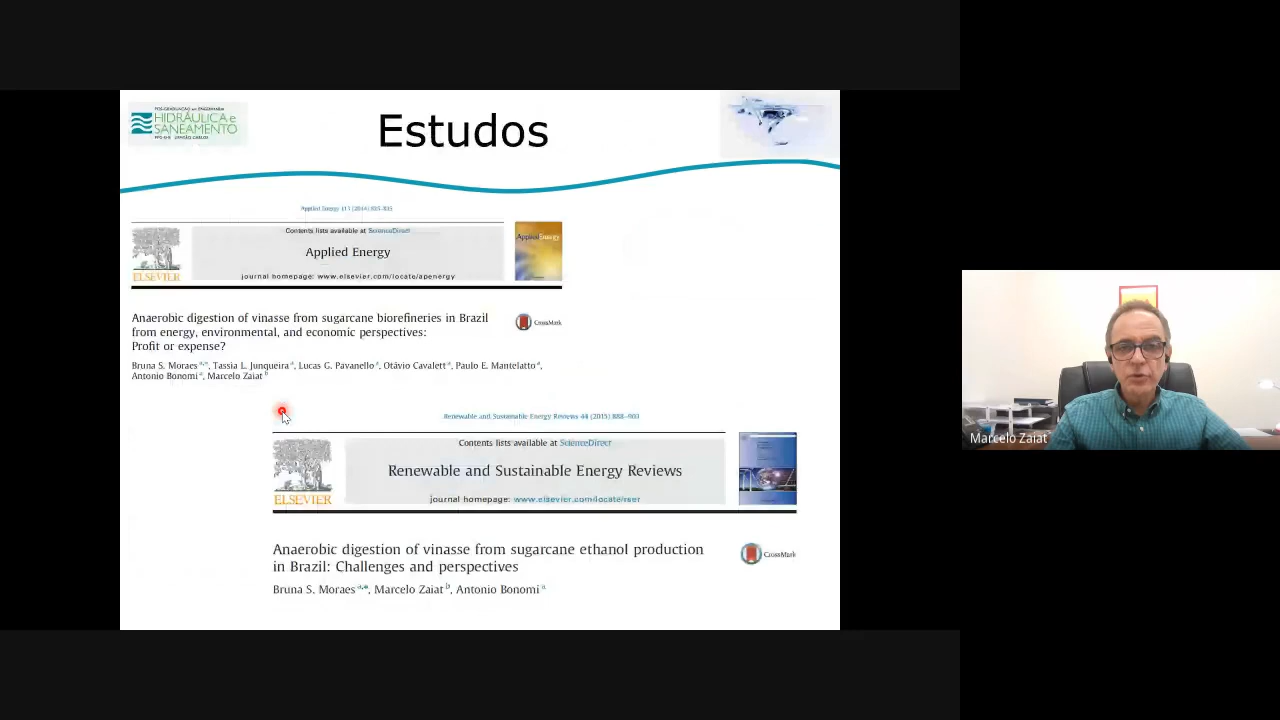 HIDRÁULICA e
SANEAMENTO
Estudos
Contents lists available at ScienceDirect
Applied Energy
journal homepage: www.elsevier.com/locate/apenergy
ELSEVIER
AppliedEnergy
Anaerobic digestion of vinasse from sugarcane biorefineries in Brazil
from energy, environmental, and economic perspectives:
Profit or expense?
CrossMark
Bruna S. Moraes a,*, Tassia L. Junqueira a, Lucas G. Pavanello a, Otávio Cavalett a, Paulo E. Mantelatto a,
Antonio Bonomi a, Marcelo Zaiat b
Renewable and Sustainable Energy Reviews 44 (2015) 888–903
Contents lists available at ScienceDirect
Renewable and Sustainable Energy Reviews
journal homepage: www.elsevier.com/locate/rser
ELSEVIER
Anaerobic digestion of vinasse from sugarcane ethanol production
in Brazil: Challenges and perspectives
CrossMark
Bruna S. Moraes a,*, Marcelo Zaiat b, Antonio Bonomi a
Marcelo Zaiat